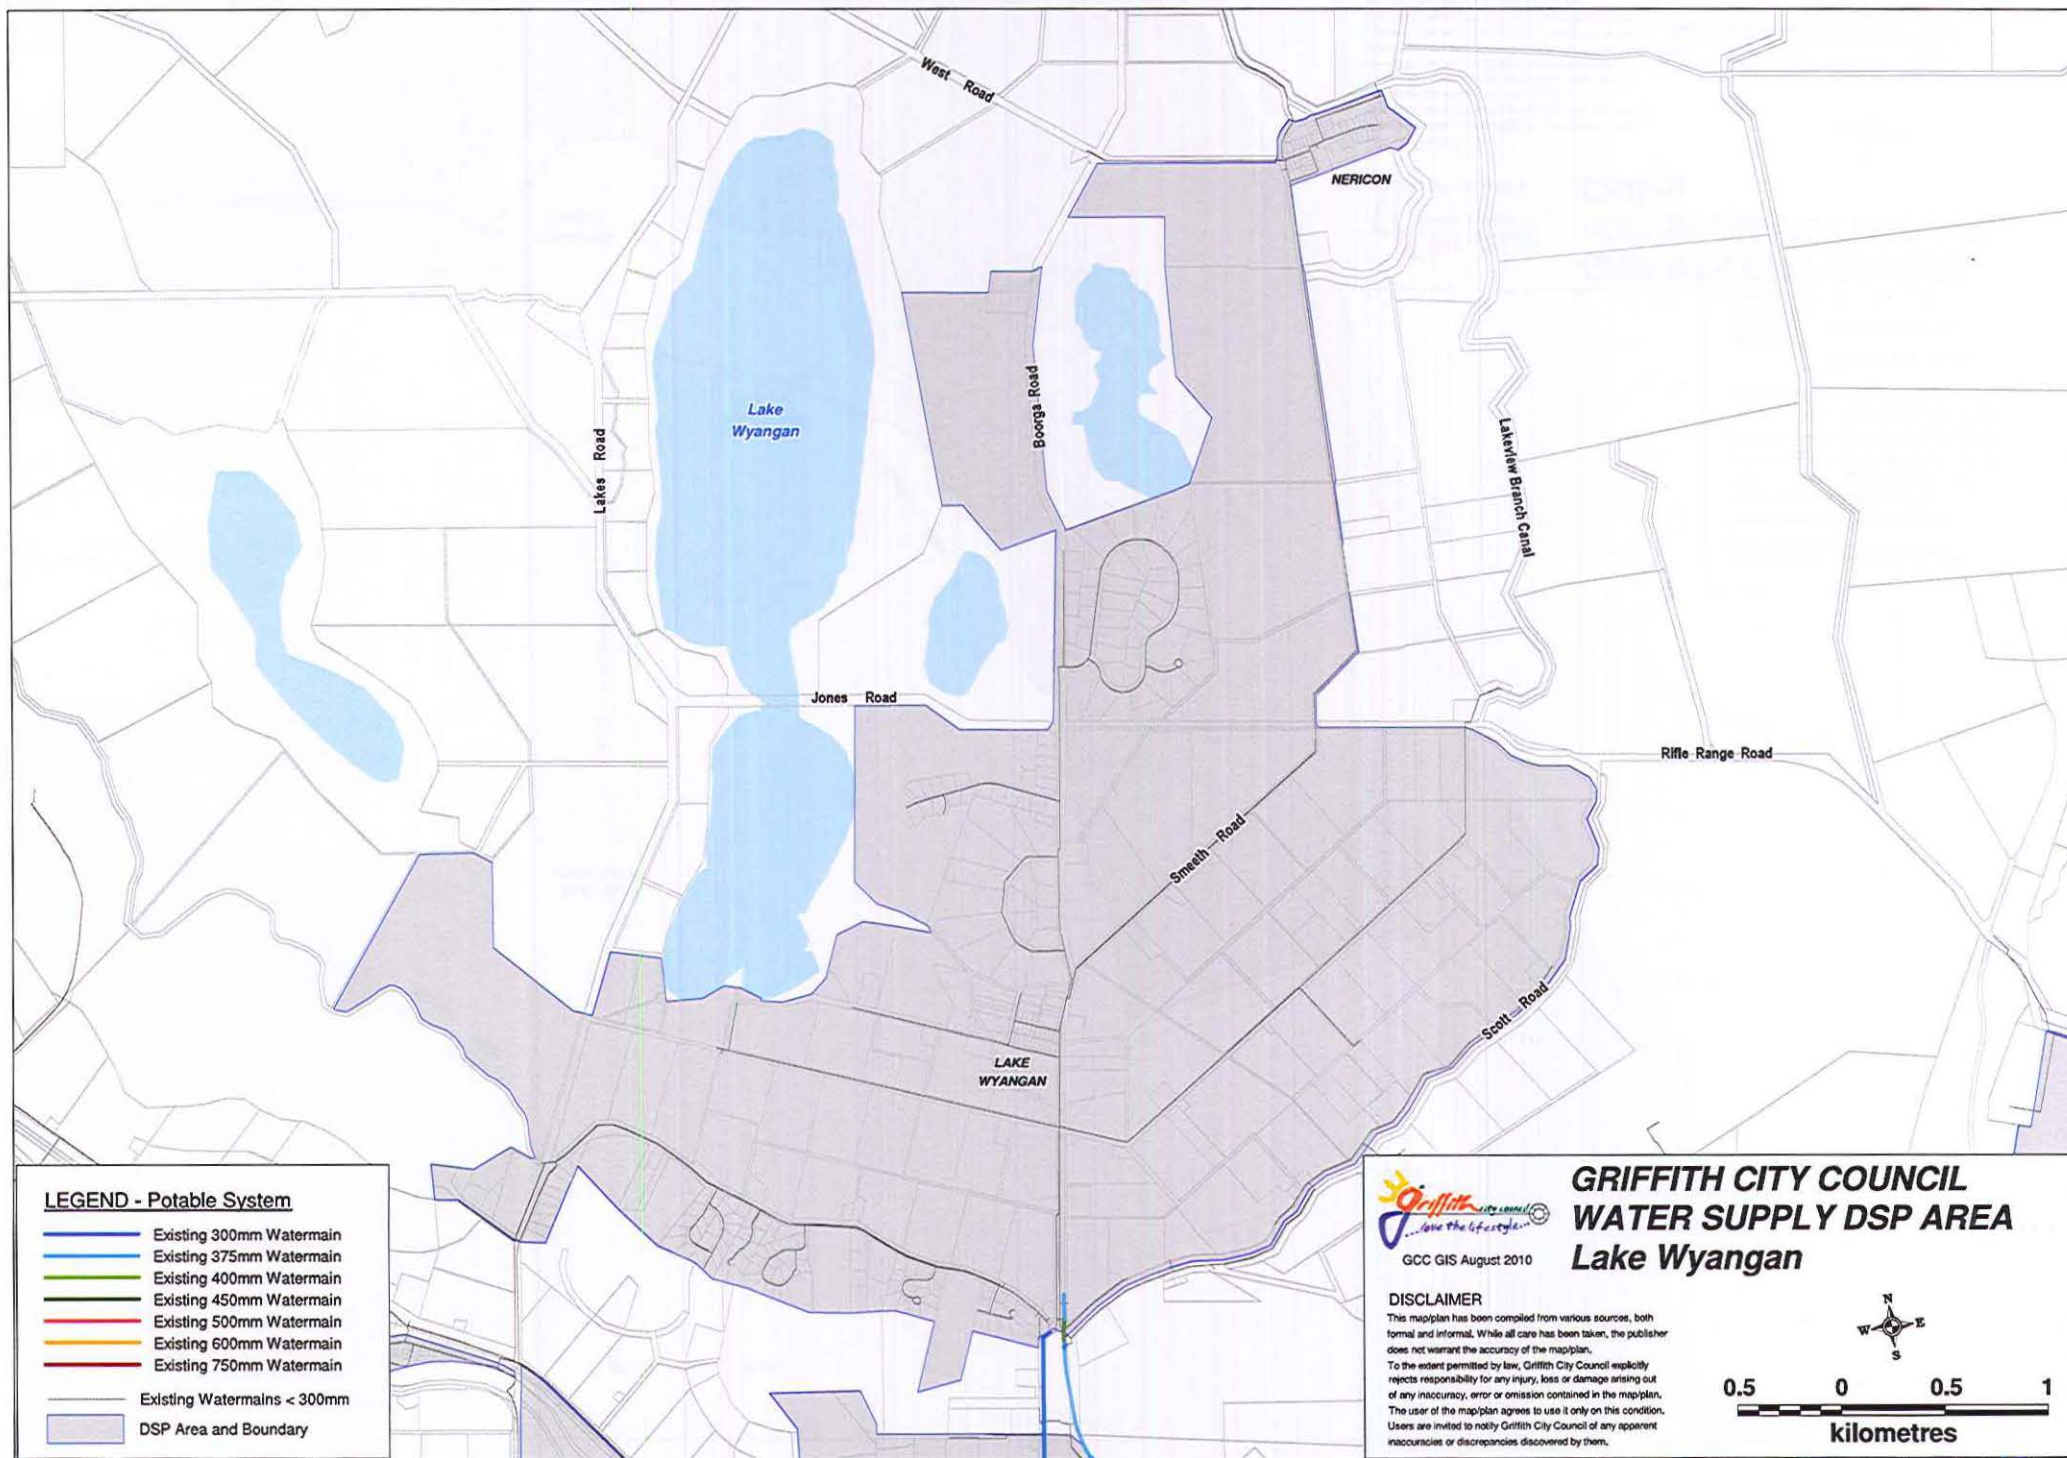 West Road
NERICON
Lake
Wyangan
Lakes Road
Boorga Road
Lakeview Branch Canal
Jones Road
Rifle Range Road
Smeeth Road
Scott Road
LAKE
WYANGAN
LEGEND - Potable System
Existing 300mm Watermain
Existing 375mm Watermain
Existing 400mm Watermain
Existing 450mm Watermain
Existing 500mm Watermain
Existing 600mm Watermain
Existing 750mm Watermain
Existing Watermains < 300mm
DSP Area and Boundary
Griffith city council
...love the lifestyle...
GCC GIS August 2010
GRIFFITH CITY COUNCIL
WATER SUPPLY DSP AREA
Lake Wyangan
DISCLAIMER
This map/plan has been compiled from various sources, both
formal and informal. While all care has been taken, the publisher
does not warrant the accuracy of the map/plan.
To the extent permitted by law, Griffith City Council explicitly
rejects responsibility for any injury, loss or damage arising out
of any inaccuracy, error or omission contained in the map/plan.
The user of the map/plan agrees to use it only on this condition.
Users are invited to notify Griffith City Council of any apparent
inaccuracies or discrepancies discovered by them.
N
W E
S
0.5 0 0.5 1
kilometres